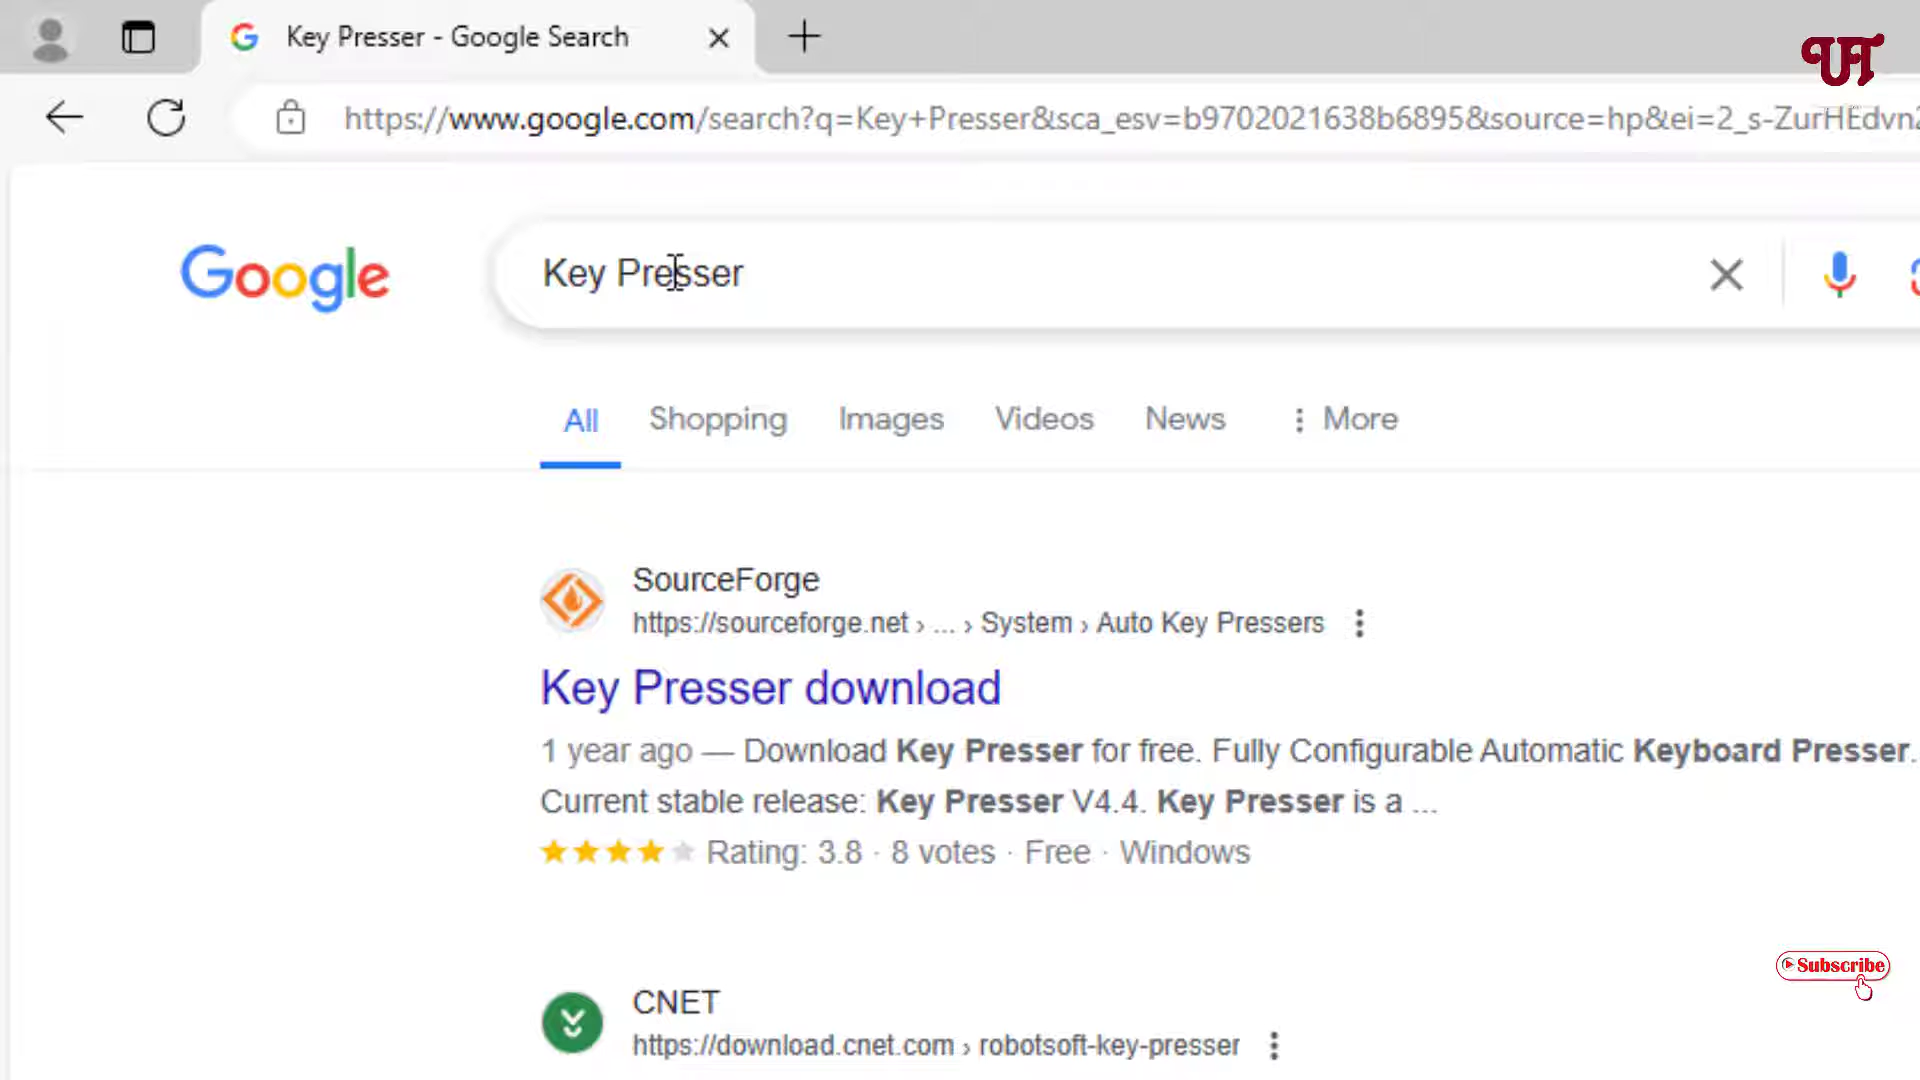 Key Presser - Google Search
UT
https://www.google.com/search?q=Key+Presser&sca_esv=b9702021638b6895&source=hp&ei=2_s-ZurHEdvn2
Google
Key Presser
All Shopping Images Videos News More
SourceForge
https://sourceforge.net › ... › System › Auto Key Pressers
Key Presser download
1 year ago — Download Key Presser for free. Fully Configurable Automatic Keyboard Presser.
Current stable release: Key Presser V4.4. Key Presser is a ...
Rating: 3.8 · 8 votes · Free · Windows
Subscribe
CNET
https://download.cnet.com › robotsoft-key-presser